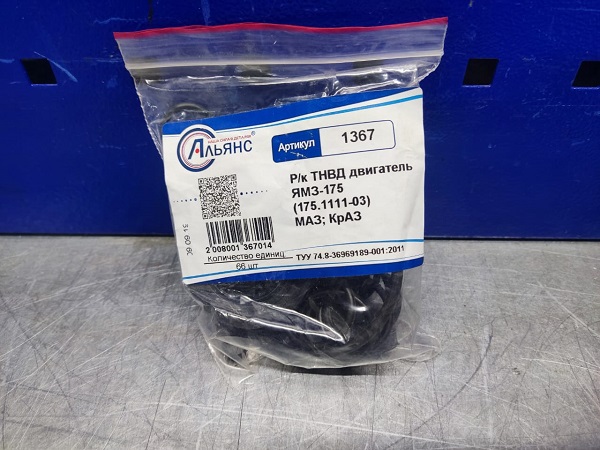 АЛЬЯНС®
Артикул 1367
Р/к ТНВД двигатель
ЯМЗ-175
(175.1111-03)
МАЗ; КрАЗ
2 008001 367014
Количество единиц
66 шт
ТУУ 74.8-36969189-001:2011